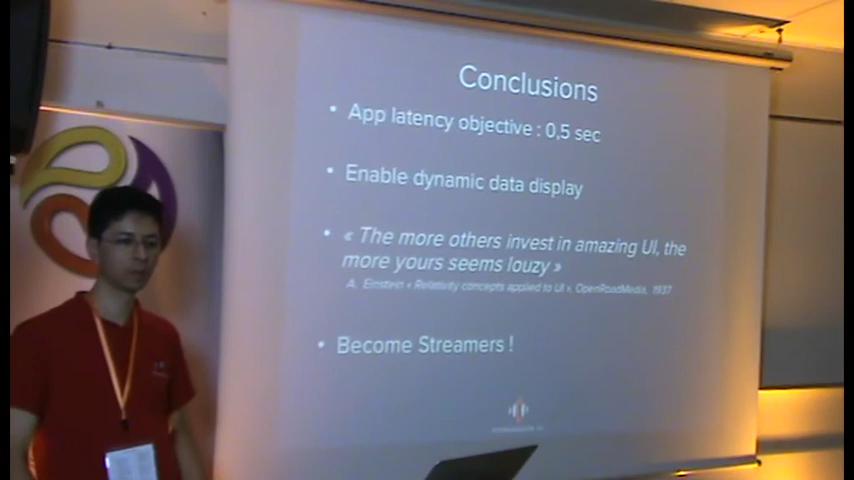 Conclusions
• App latency objective : 0,5 sec
• Enable dynamic data display
• « The more others invest in amazing UI, the
more yours seems louzy »
A. Einstein « Relativity concepts applied to UI », OpenRoadMedia, 1937
• Become Streamers !